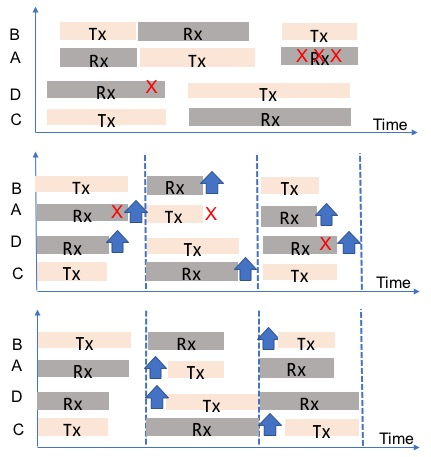 B Tx Rx Tx
A Rx Tx X X X Rx
D Rx X Tx
C Tx Rx
Time
B Tx Rx Tx
A Rx X Tx X Rx
D Rx Tx Rx X
C Tx Rx Tx
B Tx Rx Tx
A Rx Tx Rx
D Rx Tx Rx
C Tx Rx Tx
Time